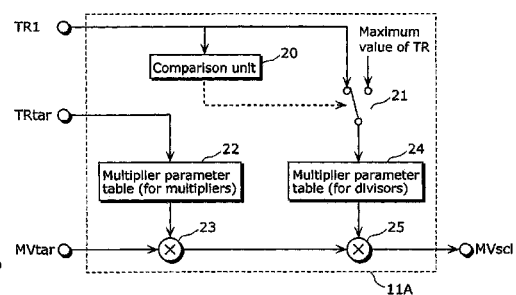 TR1
Maximum
value of TR
20
Comparison unit
21
TRtar
22
24
Multiplier parameter
table (for multipliers)
Multiplier parameter
table (for divisors)
23
25
MVtar
MVscl
11A